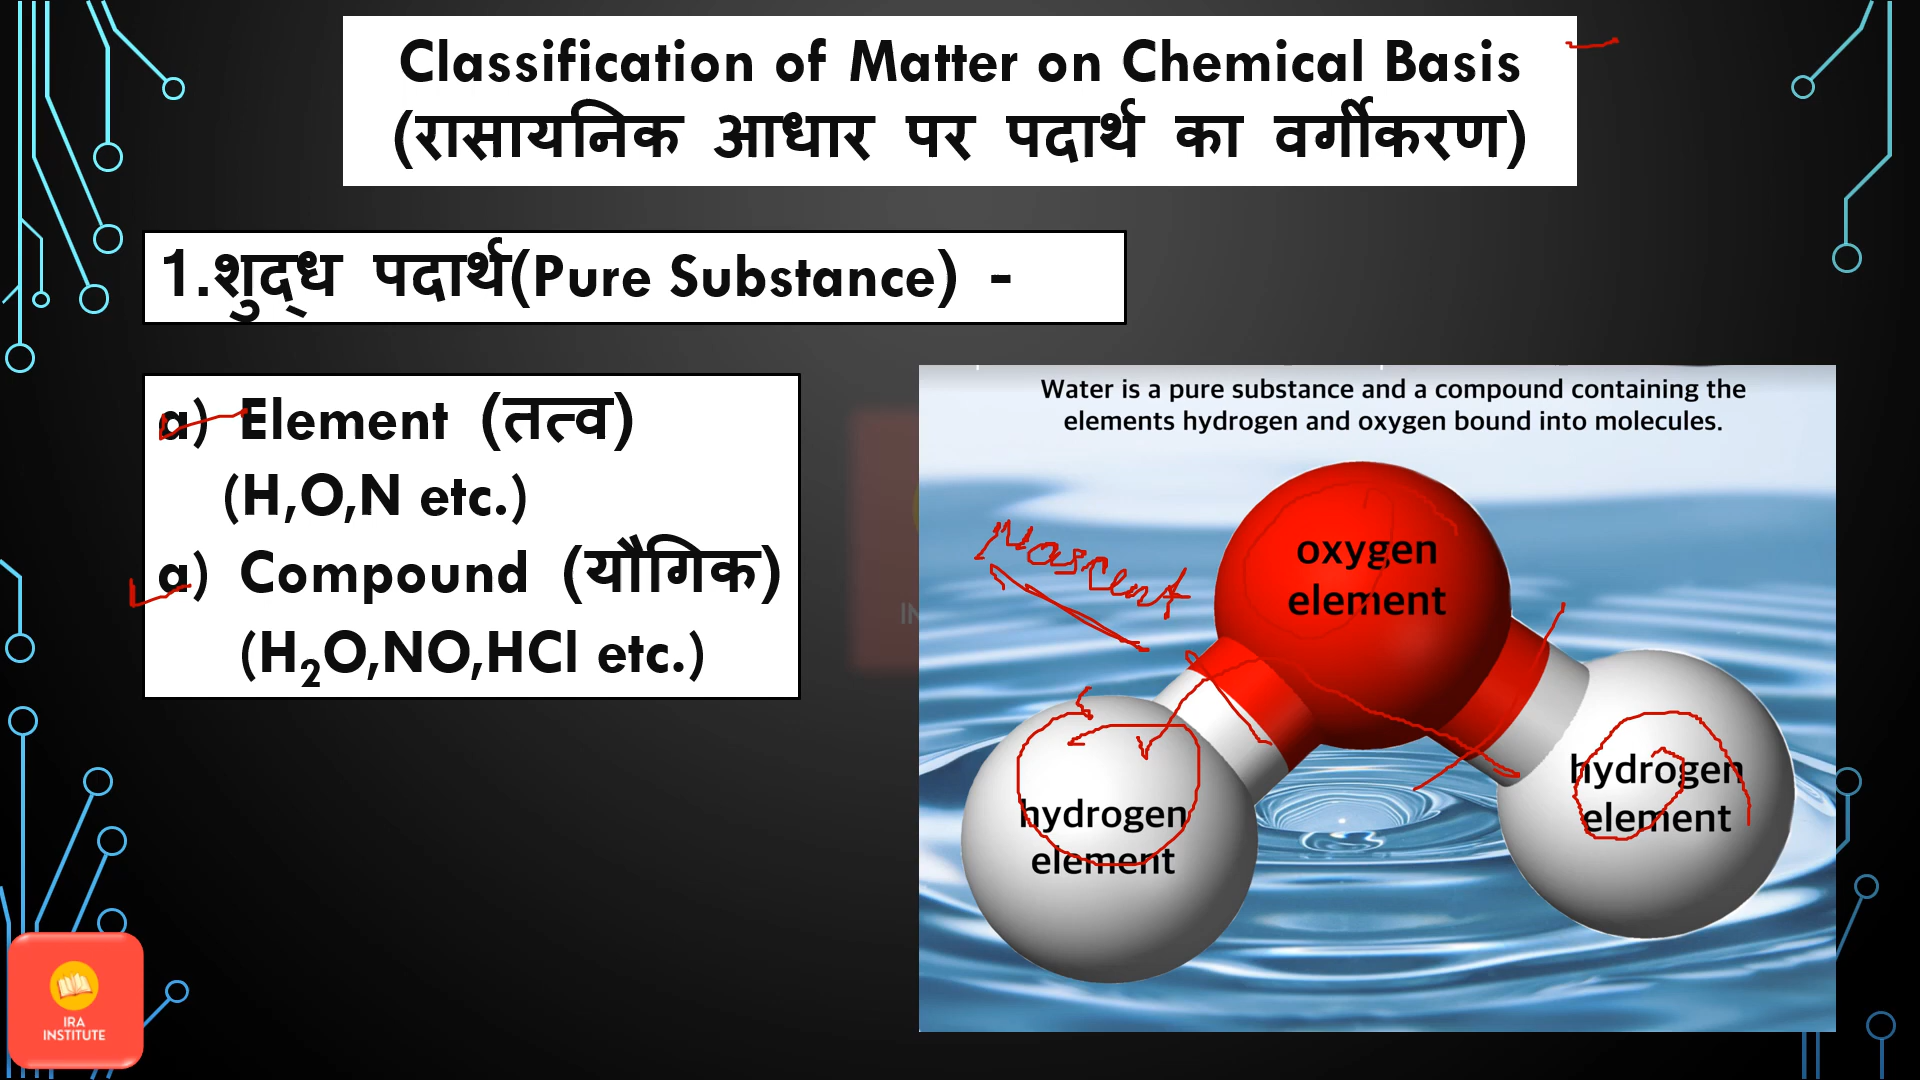 Classification of Matter on Chemical Basis
(रासायनिक आधार पर पदार्थ का वर्गीकरण)
1.शुद्ध पदार्थ(Pure Substance) -
a) Element (तत्व)
(H,O,N etc.)
a) Compound (यौगिक)
(H₂O,NO,HCl etc.)
Water is a pure substance and a compound containing the
elements hydrogen and oxygen bound into molecules.
oxygen
element
Nascent
hydrogen
element
hydrogen
element
IRA
INSTITUTE